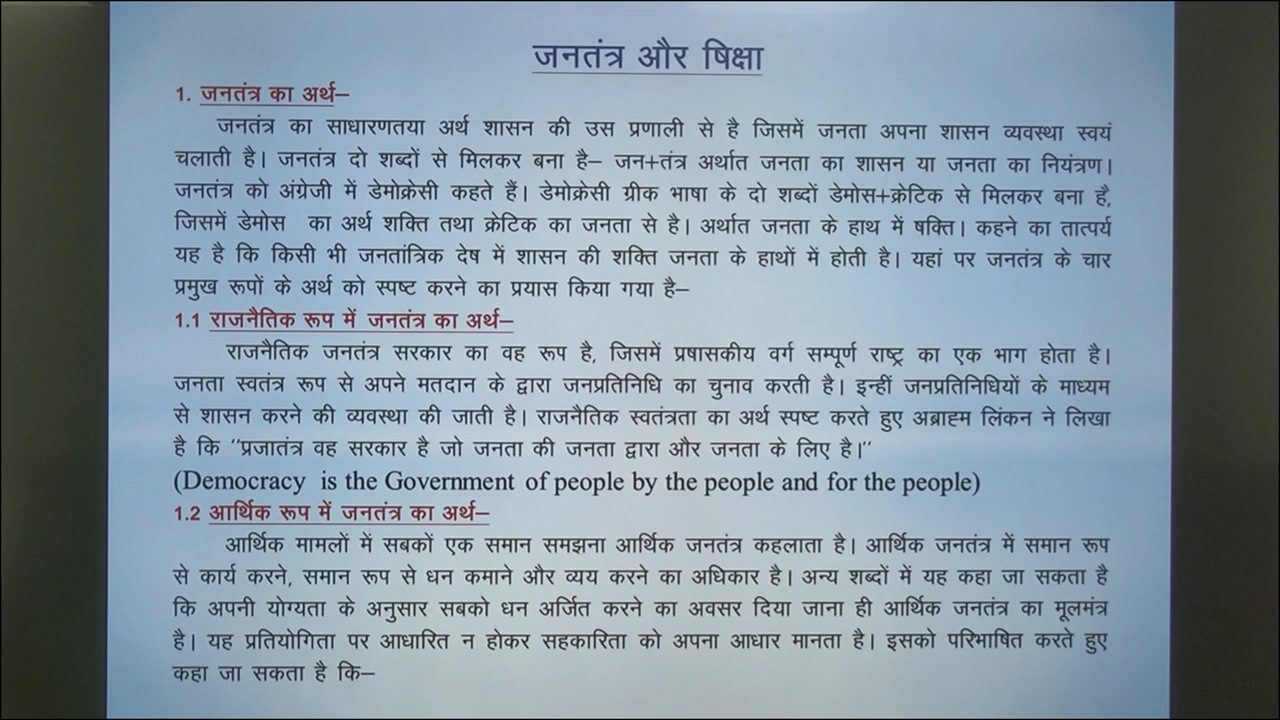 जनतंत्र और षिक्षा
1. जनतंत्र का अर्थ–
जनतंत्र का साधारणतया अर्थ शासन की उस प्रणाली से है जिसमें जनता अपना शासन व्यवस्था स्वयं
चलाती है। जनतंत्र दो शब्दों से मिलकर बना है– जन+तंत्र अर्थात जनता का शासन या जनता का नियंत्रण।
जनतंत्र को अंग्रेजी में डेमोक्रेसी कहते हैं। डेमोक्रेसी ग्रीक भाषा के दो शब्दों डेमोस+क्रेटिक से मिलकर बना है,
जिसमें डेमोस का अर्थ शक्ति तथा क्रेटिक का जनता से है। अर्थात जनता के हाथ में षक्ति। कहने का तात्पर्य
यह है कि किसी भी जनतांत्रिक देष में शासन की शक्ति जनता के हाथों में होती है। यहां पर जनतंत्र के चार
प्रमुख रूपों के अर्थ को स्पष्ट करने का प्रयास किया गया है–
1.1 राजनैतिक रूप में जनतंत्र का अर्थ–
राजनैतिक जनतंत्र सरकार का वह रूप है, जिसमें प्रषासकीय वर्ग सम्पूर्ण राष्ट्र का एक भाग होता है।
जनता स्वतंत्र रूप से अपने मतदान के द्वारा जनप्रतिनिधि का चुनाव करती है। इन्हीं जनप्रतिनिधियों के माध्यम
से शासन करने की व्यवस्था की जाती है। राजनैतिक स्वतंत्रता का अर्थ स्पष्ट करते हुए अब्राह्म लिंकन ने लिखा
है कि ''प्रजातंत्र वह सरकार है जो जनता की जनता द्वारा और जनता के लिए है।''
(Democracy is the Government of people by the people and for the people)
1.2 आर्थिक रूप में जनतंत्र का अर्थ–
आर्थिक मामलों में सबकों एक समान समझना आर्थिक जनतंत्र कहलाता है। आर्थिक जनतंत्र में समान रूप
से कार्य करने, समान रूप से धन कमाने और व्यय करने का अधिकार है। अन्य शब्दों में यह कहा जा सकता है
कि अपनी योग्यता के अनुसार सबको धन अर्जित करने का अवसर दिया जाना ही आर्थिक जनतंत्र का मूलमंत्र
है। यह प्रतियोगिता पर आधारित न होकर सहकारिता को अपना आधार मानता है। इसको परिभाषित करते हुए
कहा जा सकता है कि–